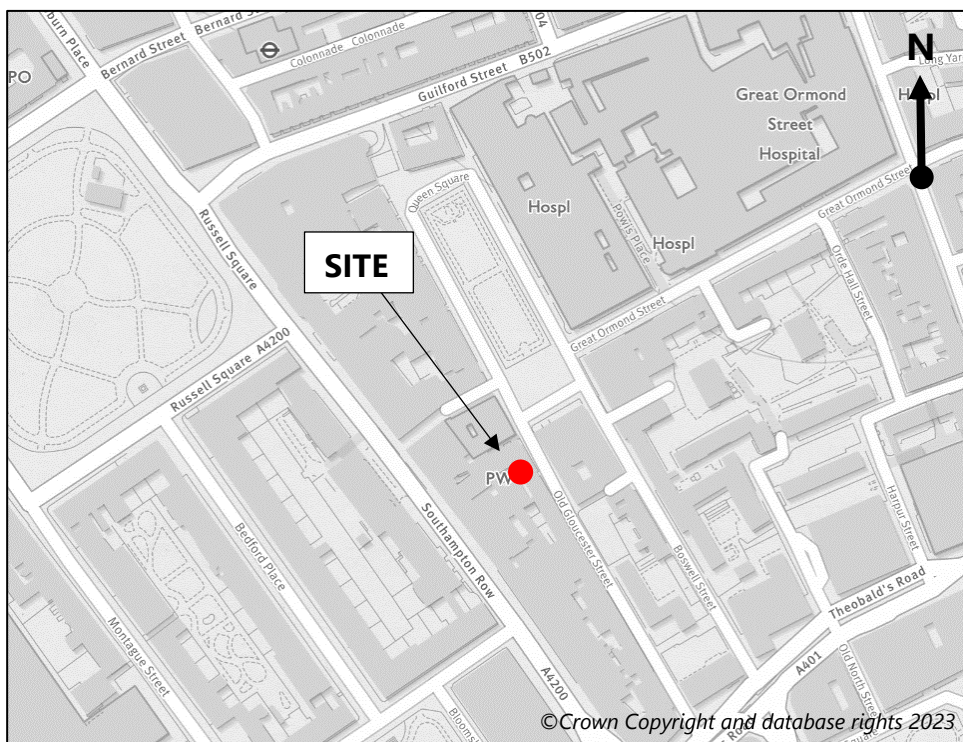 Bernard Street
Bernard S
Colonnade
Colonnade
Guilford Street B502
PO
N
Long Yar
Great Ormond
Street
Hospital
Hospl
Great Ormond Street
Queen Square
Hospl
Powis Place
Hospl
Orde Hall Street
Russell Square
SITE
Great Ormond Street
Russell Square A4200
PW
Old Gloucester Street
Southampton Row
Bedford Place
Boswell Street
Harpur Street
Theobald's Road
Montague Street
A4200
A401
Old North Street
©Crown Copyright and database rights 2023